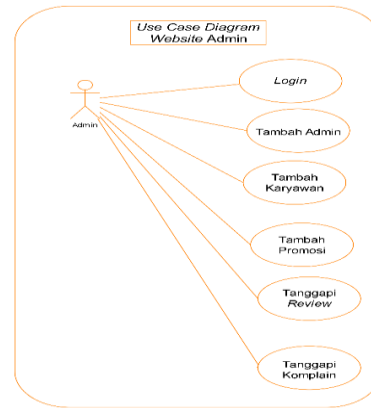 Use Case Diagram
Website Admin
Login
Admin
Tambah Admin
Tambah
Karyawan
Tambah
Promosi
Tanggapi
Review
Tanggapi
Komplain